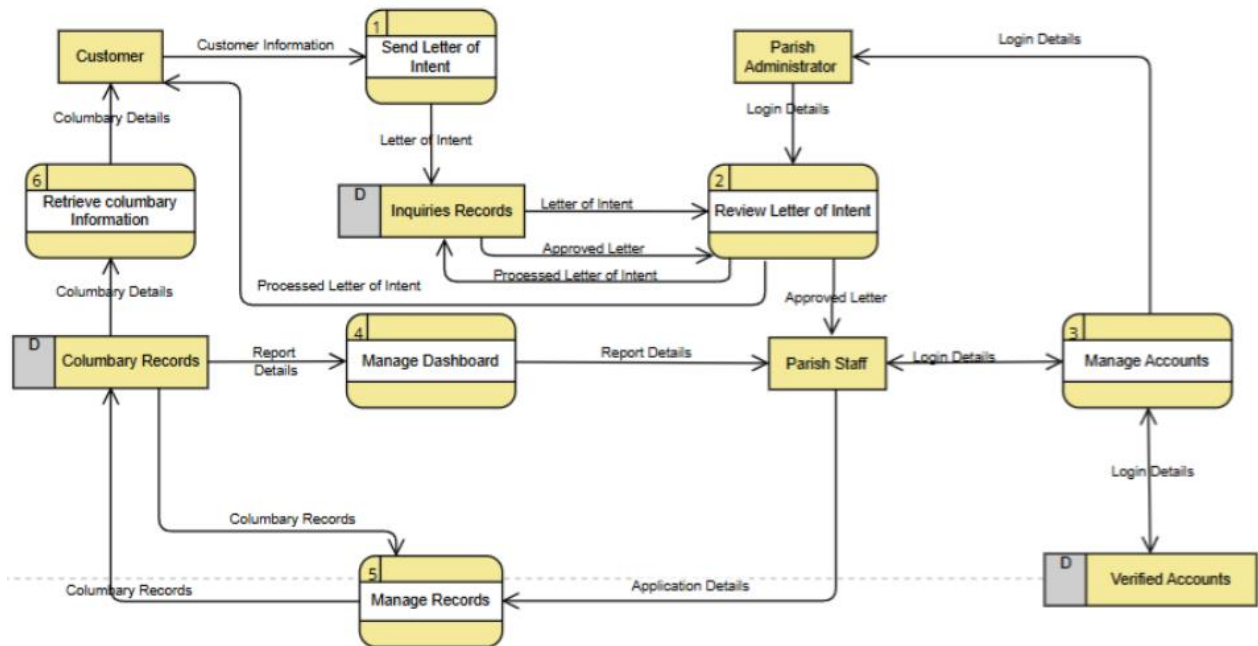 1
Customer
Customer Information
Send Letter of
Intent
Parish
Administrator
Login Details
Columbary Details
Letter of Intent
Login Details
6
Retrieve columbary
Information
D
Inquiries Records
Letter of Intent
2
Review Letter of Intent
Approved Letter
Processed Letter of Intent
Processed Letter of Intent
Columbary Details
Approved Letter
D
Columbary Records
Report
Details
4
Manage Dashboard
Report Details
Parish Staff
Login Details
3
Manage Accounts
Login Details
Columbary Records
D
Verified Accounts
Columbary Records
5
Manage Records
Application Details